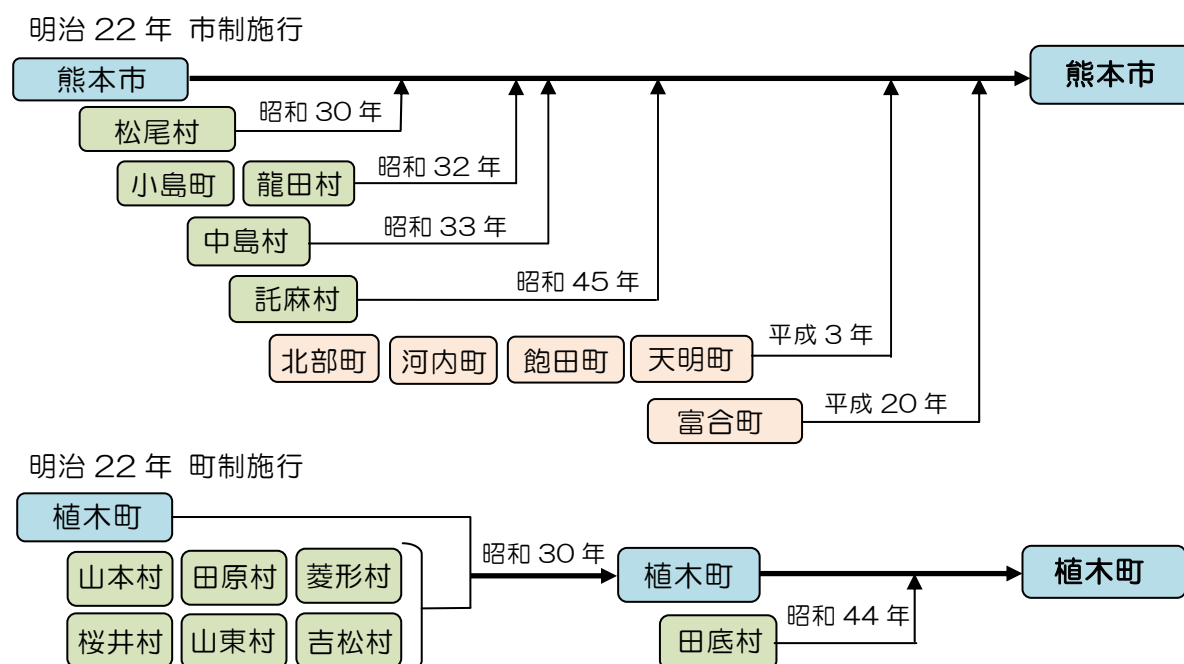 明治 22 年 市制施行
熊本市
熊本市
松尾村
昭和 30 年
小島町
龍田村
昭和 32 年
中島村
昭和 33 年
託麻村
昭和 45 年
北部町
河内町
飽田町
天明町
平成 3 年
富合町
平成 20 年
明治 22 年 町制施行
植木町
山本村
田原村
菱形村
桜井村
山東村
吉松村
昭和 30 年
植木町
植木町
田底村
昭和 44 年